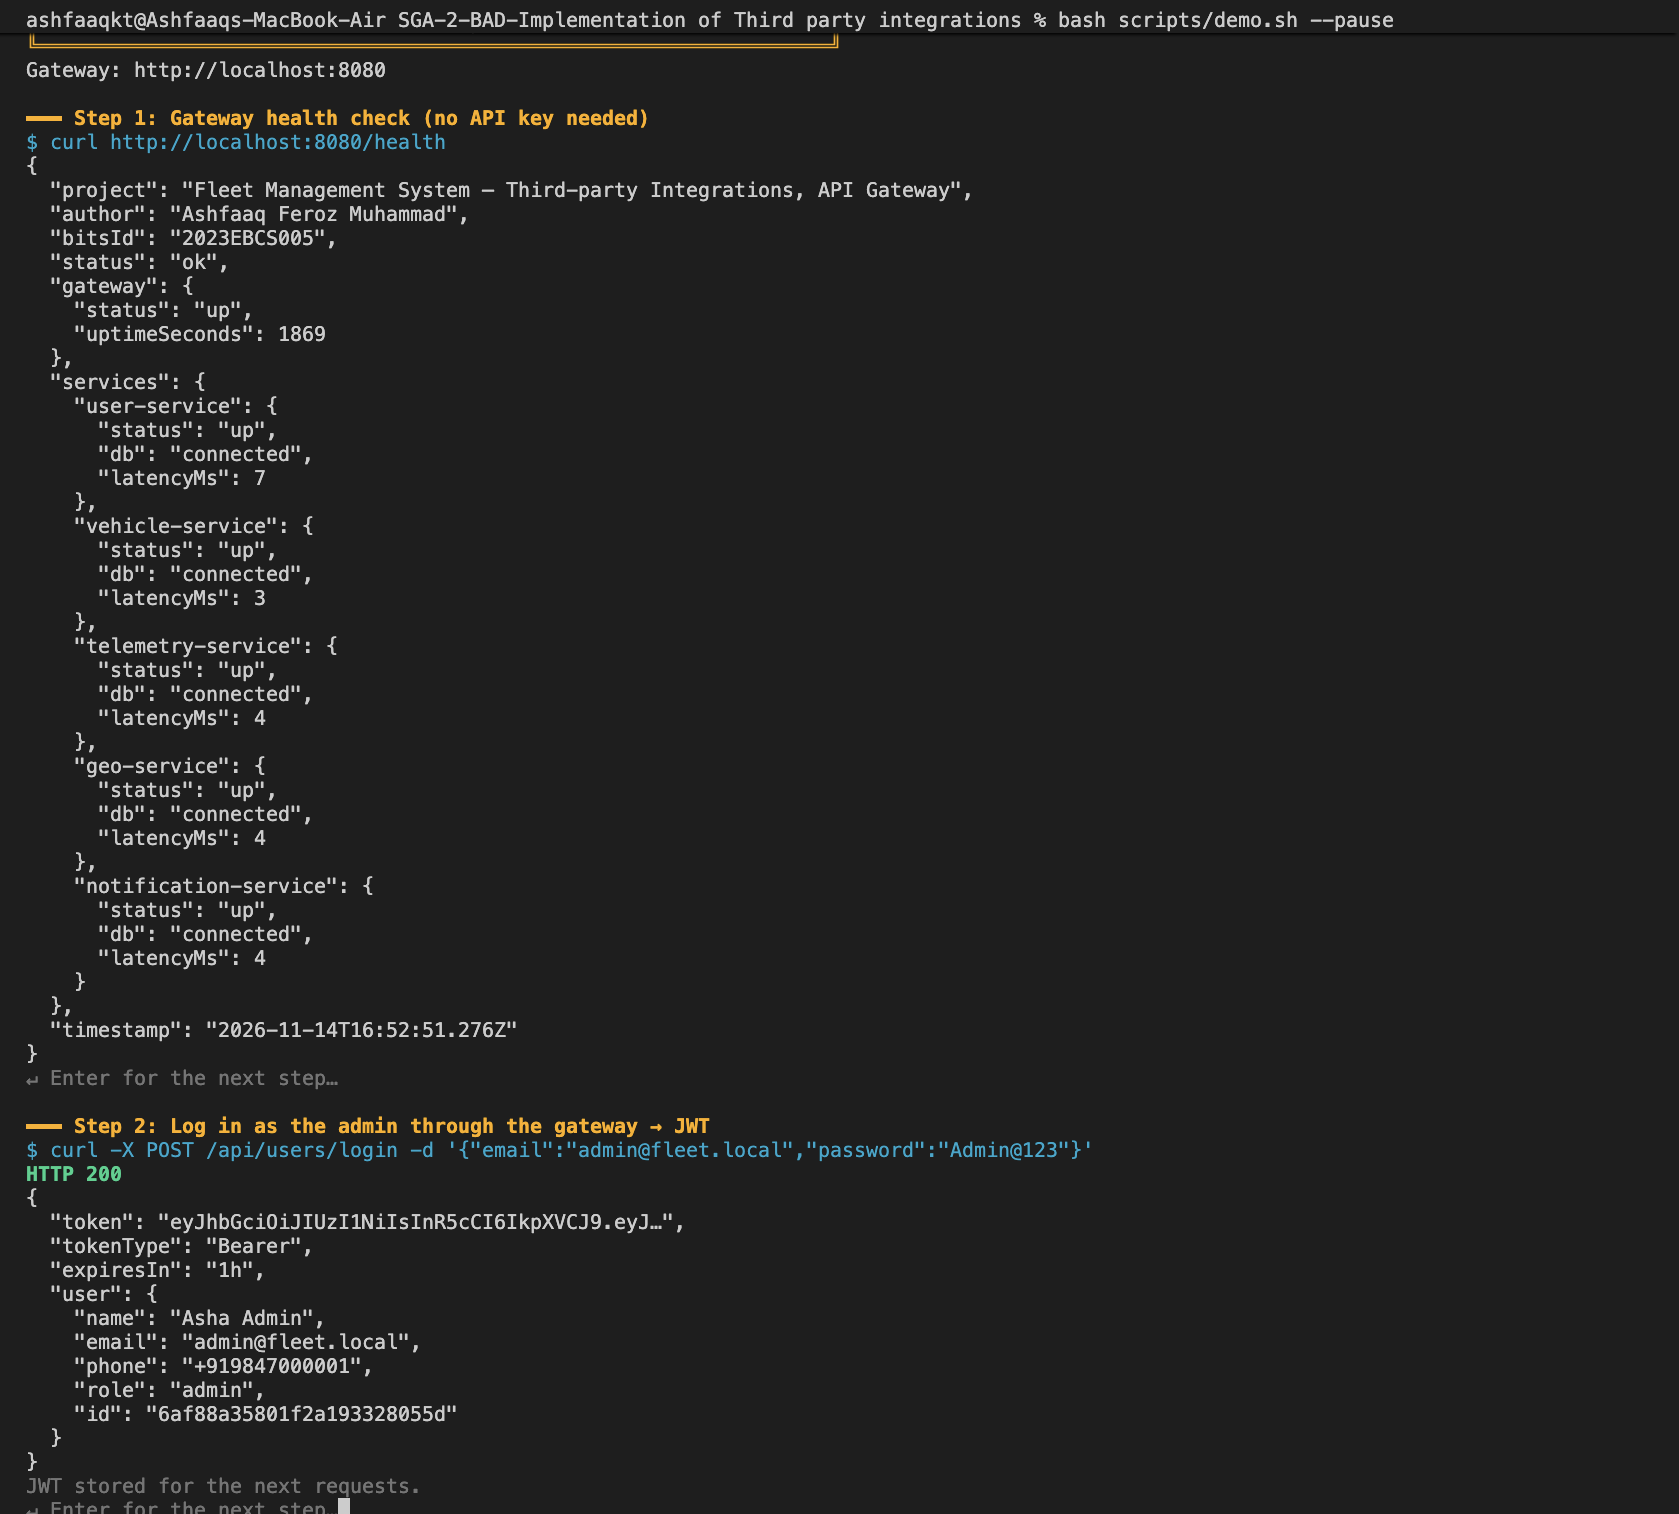 ashfaaqkt@Ashfaaqs-MacBook-Air SGA-2-BAD-Implementation of Third party integrations % bash scripts/demo.sh --pause
Gateway: http://localhost:8080
━━━ Step 1: Gateway health check (no API key needed)
$ curl http://localhost:8080/health
{
  "project": "Fleet Management System — Third-party Integrations, API Gateway",
  "author": "Ashfaaq Feroz Muhammad",
  "bitsId": "2023EBCS005",
  "status": "ok",
  "gateway": {
    "status": "up",
    "uptimeSeconds": 1869
  },
  "services": {
    "user-service": {
      "status": "up",
      "db": "connected",
      "latencyMs": 7
    },
    "vehicle-service": {
      "status": "up",
      "db": "connected",
      "latencyMs": 3
    },
    "telemetry-service": {
      "status": "up",
      "db": "connected",
      "latencyMs": 4
    },
    "geo-service": {
      "status": "up",
      "db": "connected",
      "latencyMs": 4
    },
    "notification-service": {
      "status": "up",
      "db": "connected",
      "latencyMs": 4
    }
  },
  "timestamp": "2026-11-14T16:52:51.276Z"
}
↵ Enter for the next step…
━━━ Step 2: Log in as the admin through the gateway → JWT
$ curl -X POST /api/users/login -d '{"email":"admin@fleet.local","password":"Admin@123"}'
HTTP 200
{
  "token": "eyJhbGciOiJIUzI1NiIsInR5cCI6IkpXVCJ9.eyJ…",
  "tokenType": "Bearer",
  "expiresIn": "1h",
  "user": {
    "name": "Asha Admin",
    "email": "admin@fleet.local",
    "phone": "+919847000001",
    "role": "admin",
    "id": "6af88a35801f2a193328055d"
  }
}
JWT stored for the next requests.
↵ Enter for the next step